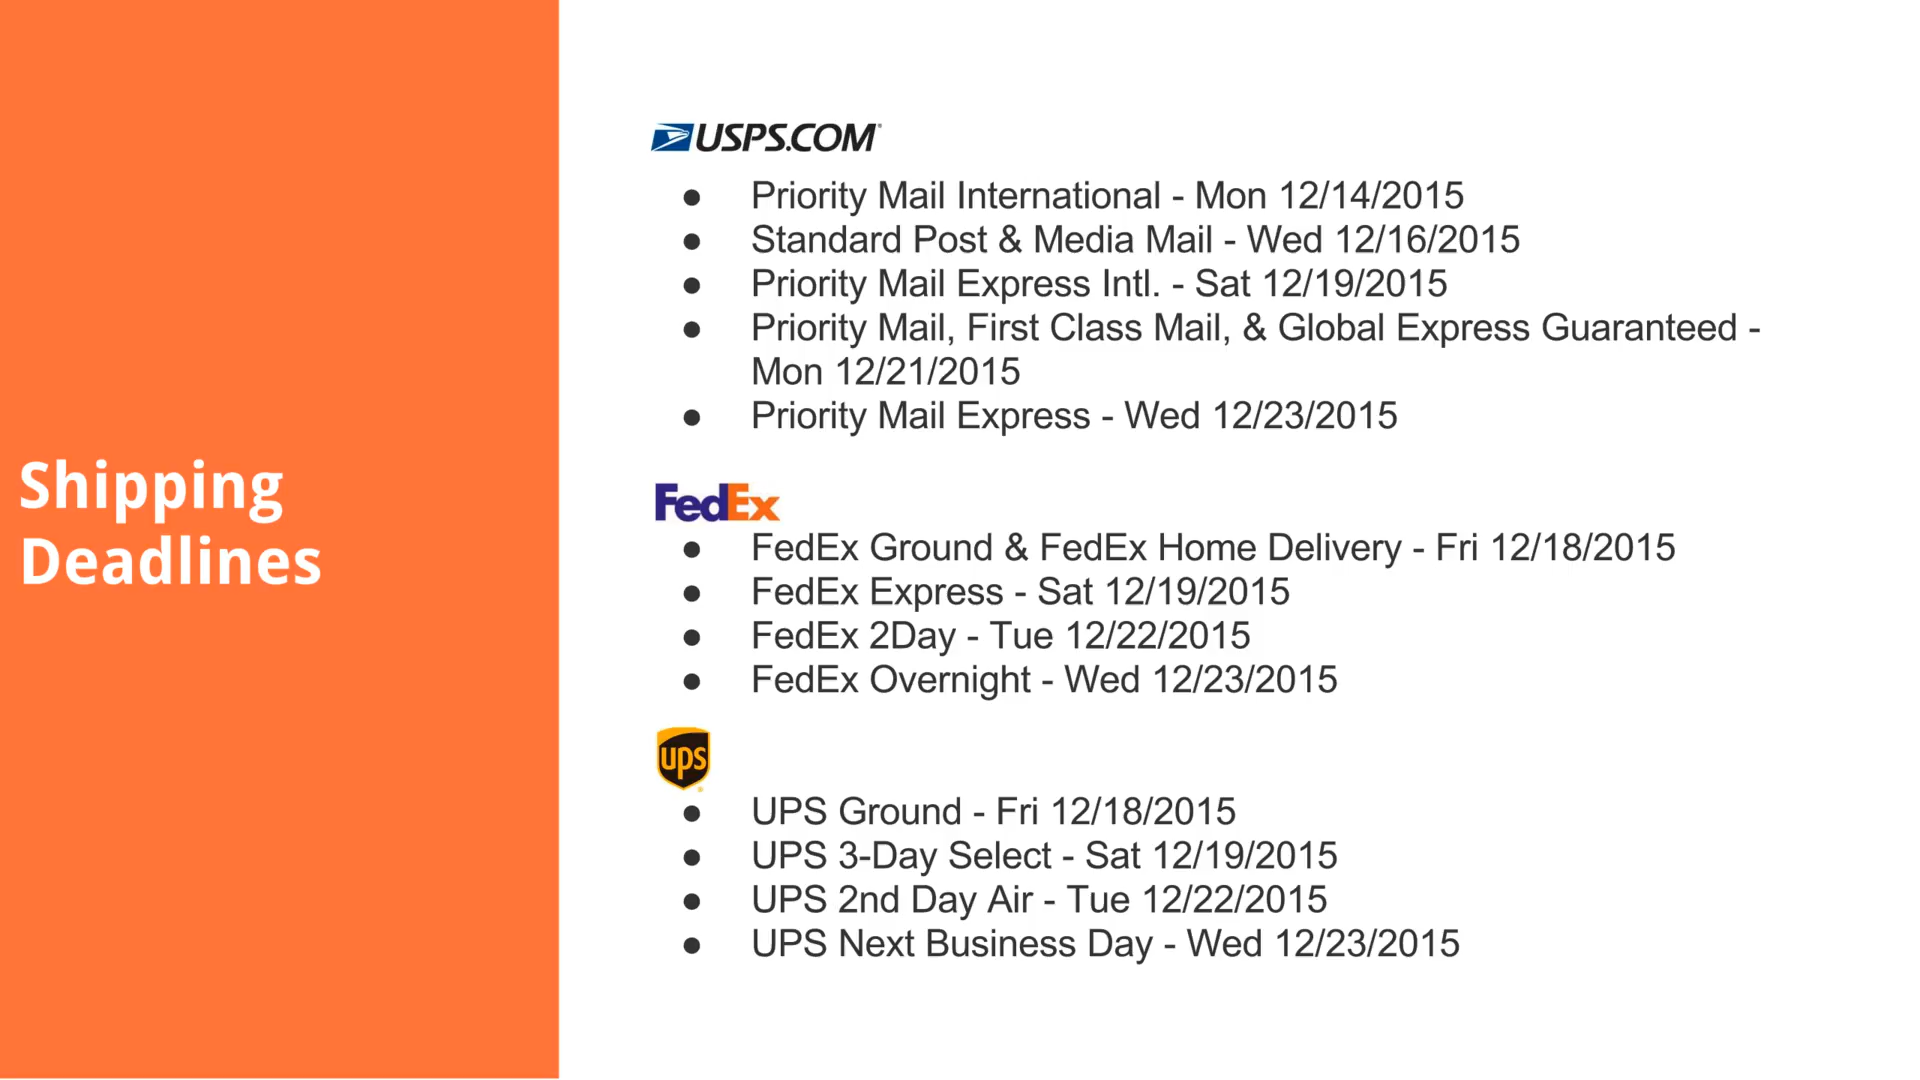 Shipping
Deadlines
USPS.COM®
● Priority Mail International - Mon 12/14/2015
● Standard Post & Media Mail - Wed 12/16/2015
● Priority Mail Express Intl. - Sat 12/19/2015
● Priority Mail, First Class Mail, & Global Express Guaranteed -
Mon 12/21/2015
● Priority Mail Express - Wed 12/23/2015
FedEx
● FedEx Ground & FedEx Home Delivery - Fri 12/18/2015
● FedEx Express - Sat 12/19/2015
● FedEx 2Day - Tue 12/22/2015
● FedEx Overnight - Wed 12/23/2015
ups
● UPS Ground - Fri 12/18/2015
● UPS 3-Day Select - Sat 12/19/2015
● UPS 2nd Day Air - Tue 12/22/2015
● UPS Next Business Day - Wed 12/23/2015